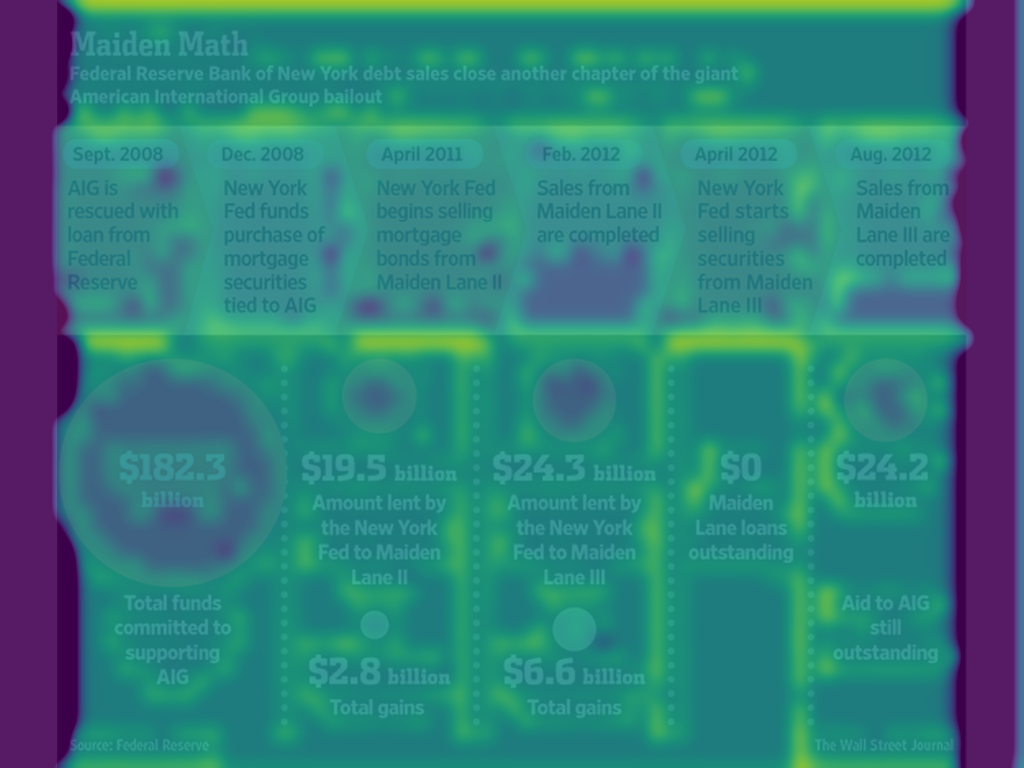 Maiden Math
Federal Reserve Bank of New York debt sales close another chapter of the giant
American International Group bailout
Sept. 2008
AIG is
rescued with
loan from
Federal
Reserve
Dec. 2008
New York
Fed funds
purchase of
mortgage
securities
tied to AIG
April 2011
New York Fed
begins selling
mortgage
bonds from
Maiden Lane II
Feb. 2012
Sales from
Maiden Lane II
are completed
April 2012
New York
Fed starts
selling
securities
from Maiden
Lane III
Aug. 2012
Sales from
Maiden
Lane III are
completed
$182.3
billion
Total funds
committed to
supporting
AIG
$19.5 billion
Amount lent by
the New York
Fed to Maiden
Lane II
$2.8 billion
Total gains
$24.3 billion
Amount lent by
the New York
Fed to Maiden
Lane III
$6.6 billion
Total gains
$0
Maiden
Lane loans
outstanding
$24.2
billion
Aid to AIG
still
outstanding
Source: Federal Reserve
The Wall Street Journal